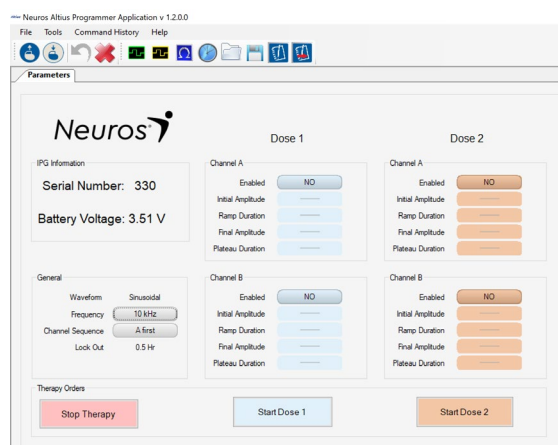 Neuros Altius Programmer Application v 1.2.0.0
File Tools Command History Help
Parameters
Neuros
Dose 1 Dose 2
IPG Information
Serial Number: 330
Battery Voltage: 3.51 V
Channel A
Enabled NO
Initial Amplitude
Ramp Duration
Final Amplitude
Plateau Duration
Channel A
Enabled NO
Initial Amplitude
Ramp Duration
Final Amplitude
Plateau Duration
General
Waveform Sinusoidal
Frequency 10 kHz
Channel Sequence A first
Lock Out 0.5 Hr
Channel B
Enabled NO
Initial Amplitude
Ramp Duration
Final Amplitude
Plateau Duration
Channel B
Enabled NO
Initial Amplitude
Ramp Duration
Final Amplitude
Plateau Duration
Therapy Orders
Stop Therapy Start Dose 1 Start Dose 2